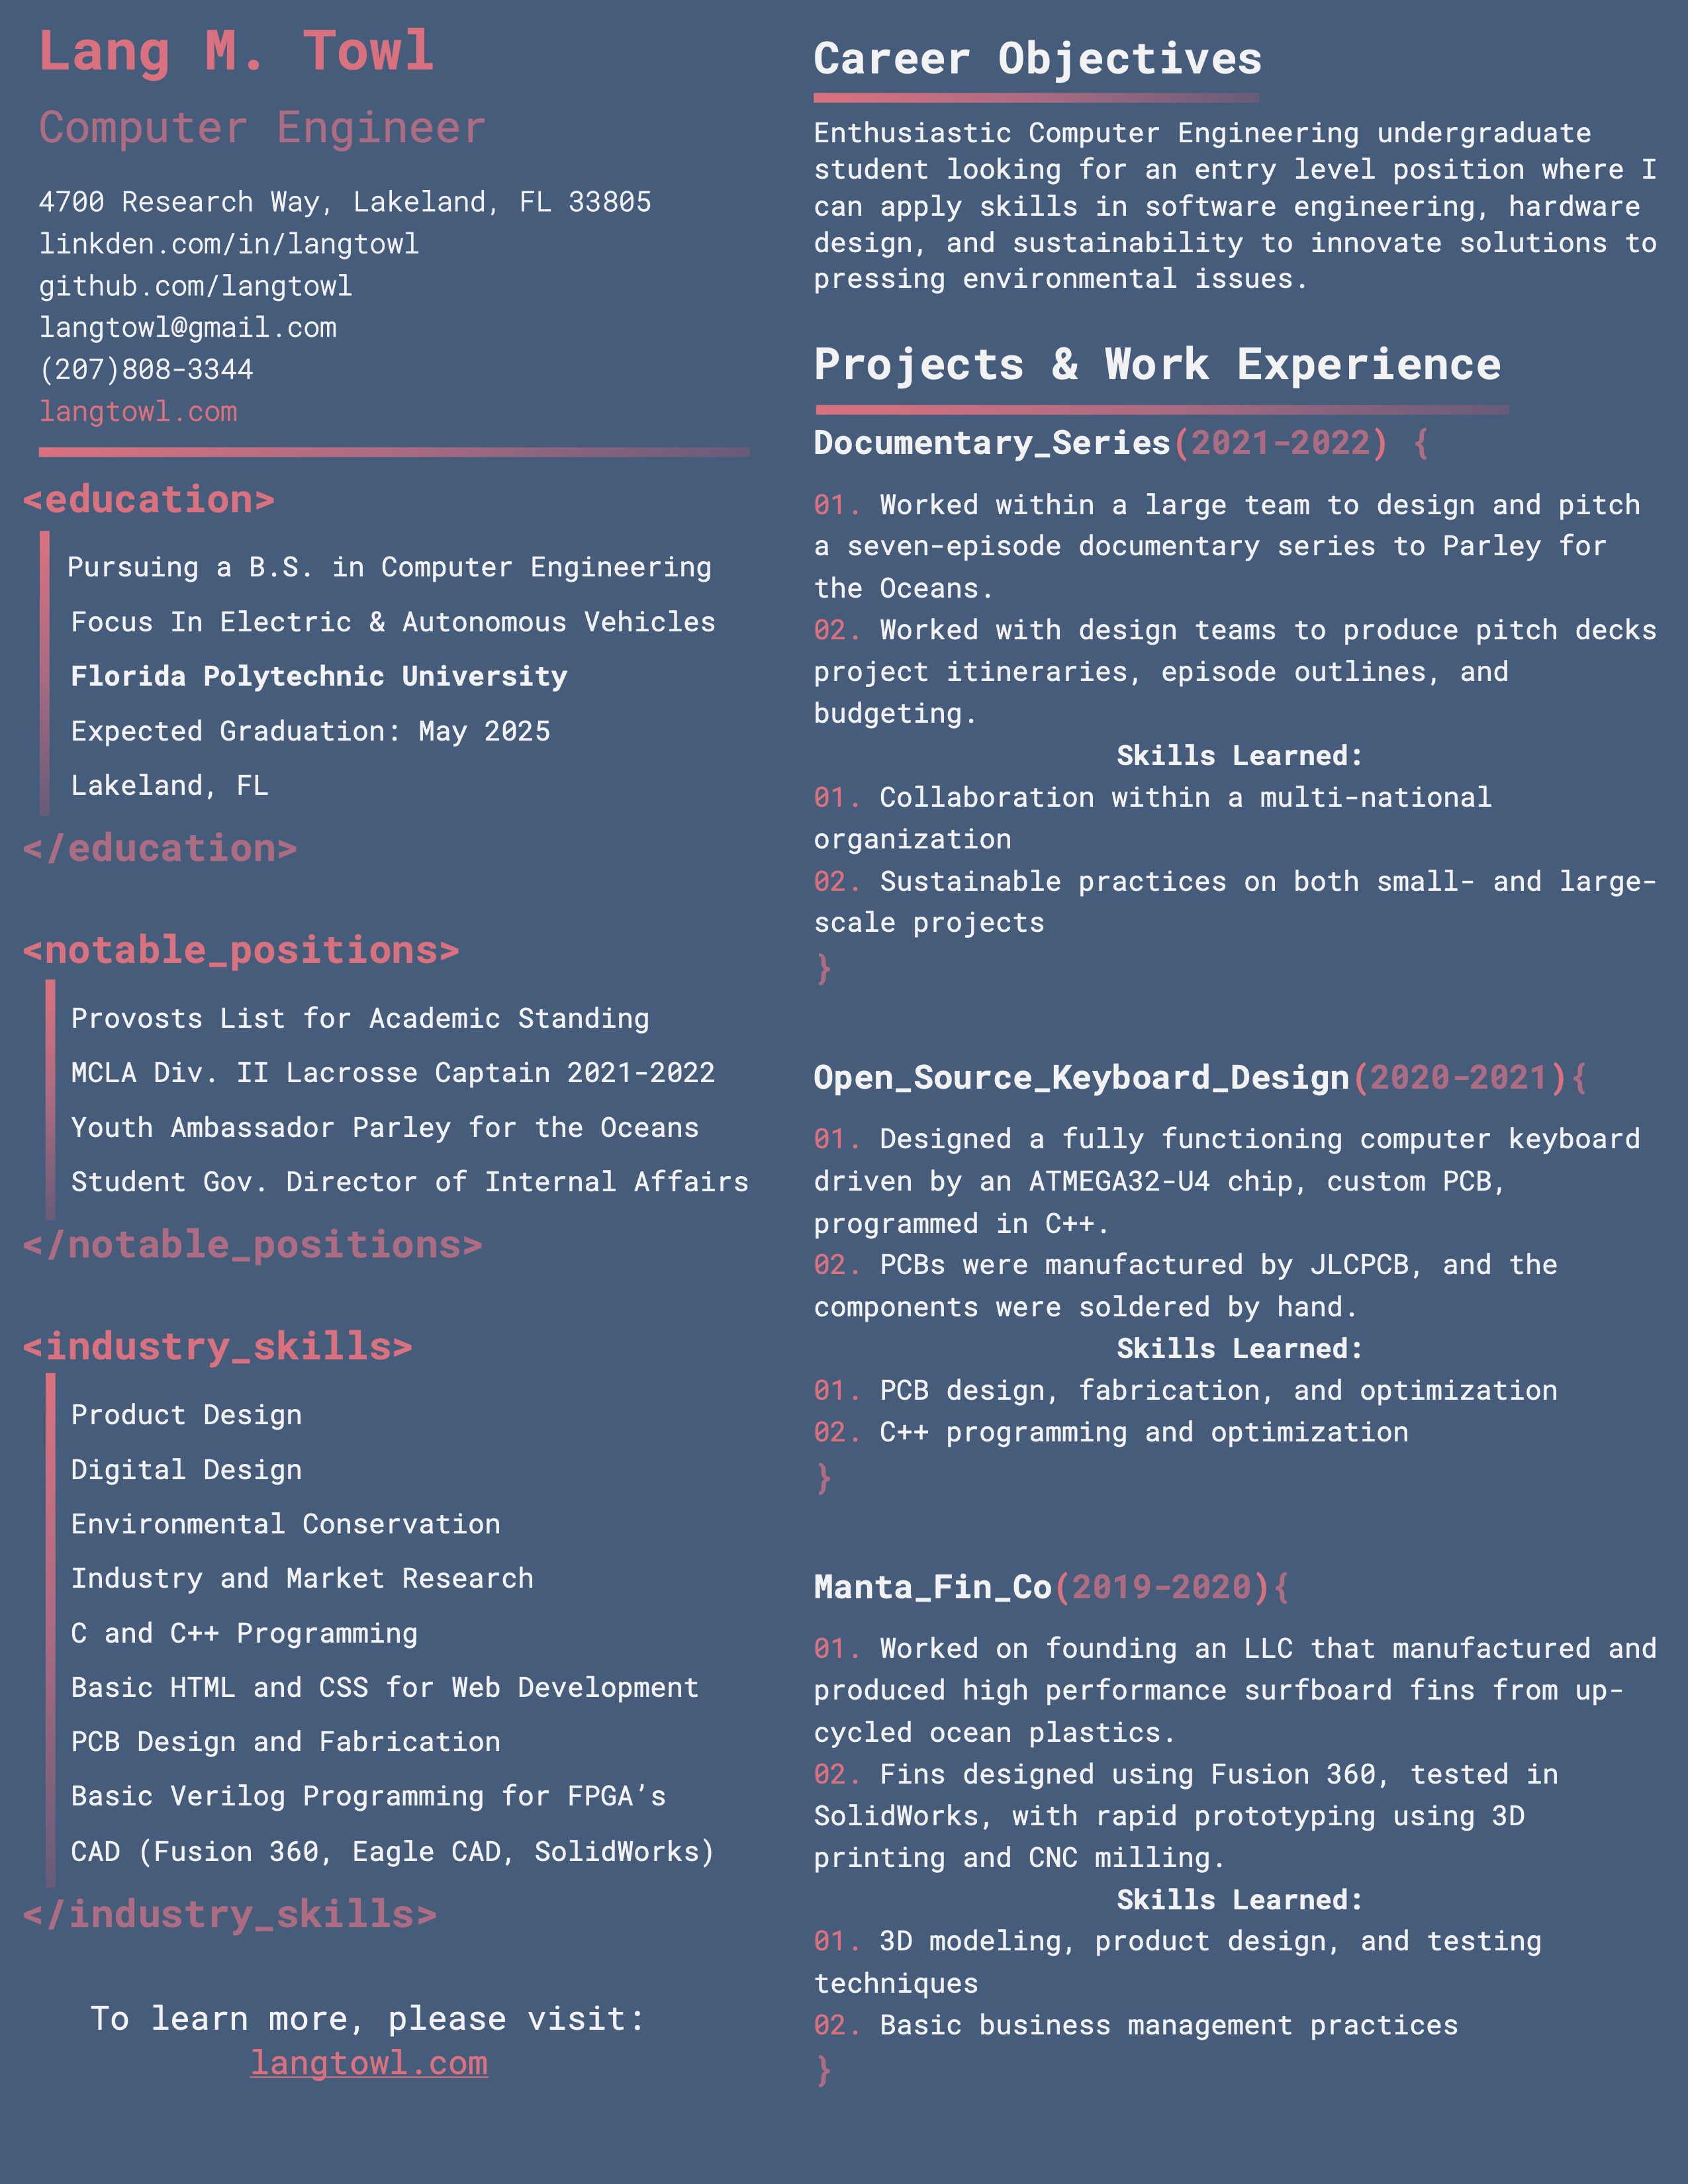 Lang M. Towl
Computer Engineer
4700 Research Way, Lakeland, FL 33805
linkden.com/in/langtowl
github.com/langtowl
langtowl@gmail.com
(207)808-3344
langtowl.com
<education>
Pursuing a B.S. in Computer Engineering
Focus In Electric & Autonomous Vehicles
Florida Polytechnic University
Expected Graduation: May 2025
Lakeland, FL
</education>
<notable_positions>
Provosts List for Academic Standing
MCLA Div. II Lacrosse Captain 2021-2022
Youth Ambassador Parley for the Oceans
Student Gov. Director of Internal Affairs
</notable_positions>
<industry_skills>
Product Design
Digital Design
Environmental Conservation
Industry and Market Research
C and C++ Programming
Basic HTML and CSS for Web Development
PCB Design and Fabrication
Basic Verilog Programming for FPGA’s
CAD (Fusion 360, Eagle CAD, SolidWorks)
</industry_skills>
To learn more, please visit:
langtowl.com
Career Objectives
Enthusiastic Computer Engineering undergraduate
student looking for an entry level position where I
can apply skills in software engineering, hardware
design, and sustainability to innovate solutions to
pressing environmental issues.
Projects & Work Experience
Documentary_Series(2021-2022) {
01. Worked within a large team to design and pitch
a seven-episode documentary series to Parley for
the Oceans.
02. Worked with design teams to produce pitch decks
project itineraries, episode outlines, and
budgeting.
Skills Learned:
01. Collaboration within a multi-national
organization
02. Sustainable practices on both small- and large-
scale projects
}
Open_Source_Keyboard_Design(2020-2021){
01. Designed a fully functioning computer keyboard
driven by an ATMEGA32-U4 chip, custom PCB,
programmed in C++.
02. PCBs were manufactured by JLCPCB, and the
components were soldered by hand.
Skills Learned:
01. PCB design, fabrication, and optimization
02. C++ programming and optimization
}
Manta_Fin_Co(2019-2020){
01. Worked on founding an LLC that manufactured and
produced high performance surfboard fins from up-
cycled ocean plastics.
02. Fins designed using Fusion 360, tested in
SolidWorks, with rapid prototyping using 3D
printing and CNC milling.
Skills Learned:
01. 3D modeling, product design, and testing
techniques
02. Basic business management practices
}